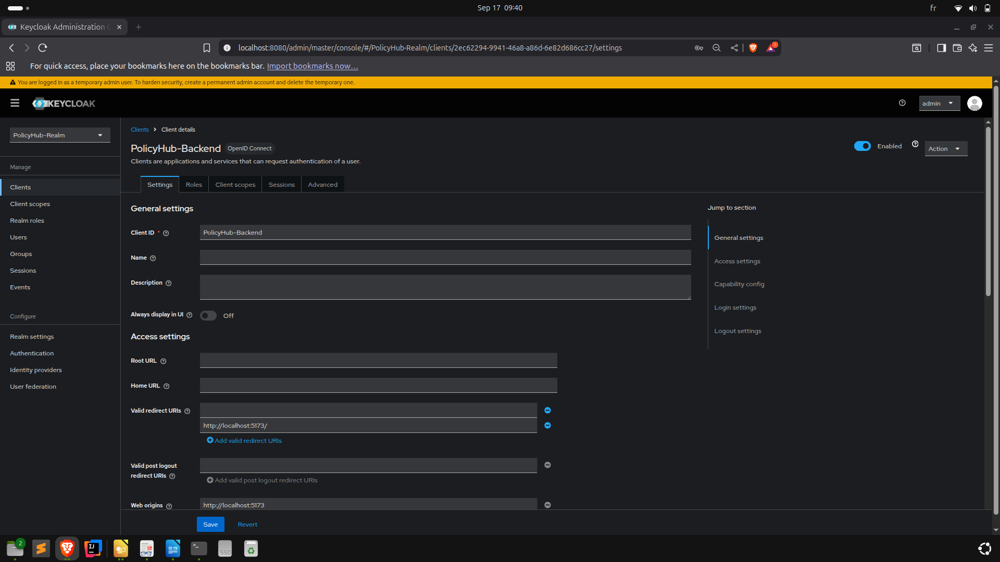 Sep 17 09:40
fr
Keycloak Administration
localhost:8080/admin/master/console/#/PolicyHub-Realm/clients/2ec62294-9941-46a8-a86d-6e82d686cc27/settings
1
For quick access, place your bookmarks here on the bookmarks bar. Import bookmarks now...
You are logged in as a temporary admin user. To harden security, create a permanent admin account and delete the temporary one.
KEYCLOAK
admin
PolicyHub-Realm
Manage
Clients
Client scopes
Realm roles
Users
Groups
Sessions
Events
Configure
Realm settings
Authentication
Identity providers
User federation
Clients > Client details
PolicyHub-Backend OpenID Connect
Enabled
Action
Clients are applications and services that can request authentication of a user.
Settings Roles Client scopes Sessions Advanced
General settings
Client ID *
PolicyHub-Backend
Name
Description
Always display in UI
Off
Access settings
Root URL
Home URL
Valid redirect URIs
http://localhost:5173/
Add valid redirect URIs
Valid post logout
redirect URIs
Add valid post logout redirect URIs
Web origins
http://localhost:5173
Save Revert
Jump to section
General settings
Access settings
Capability config
Login settings
Logout settings
2
IJ
>_
SSD